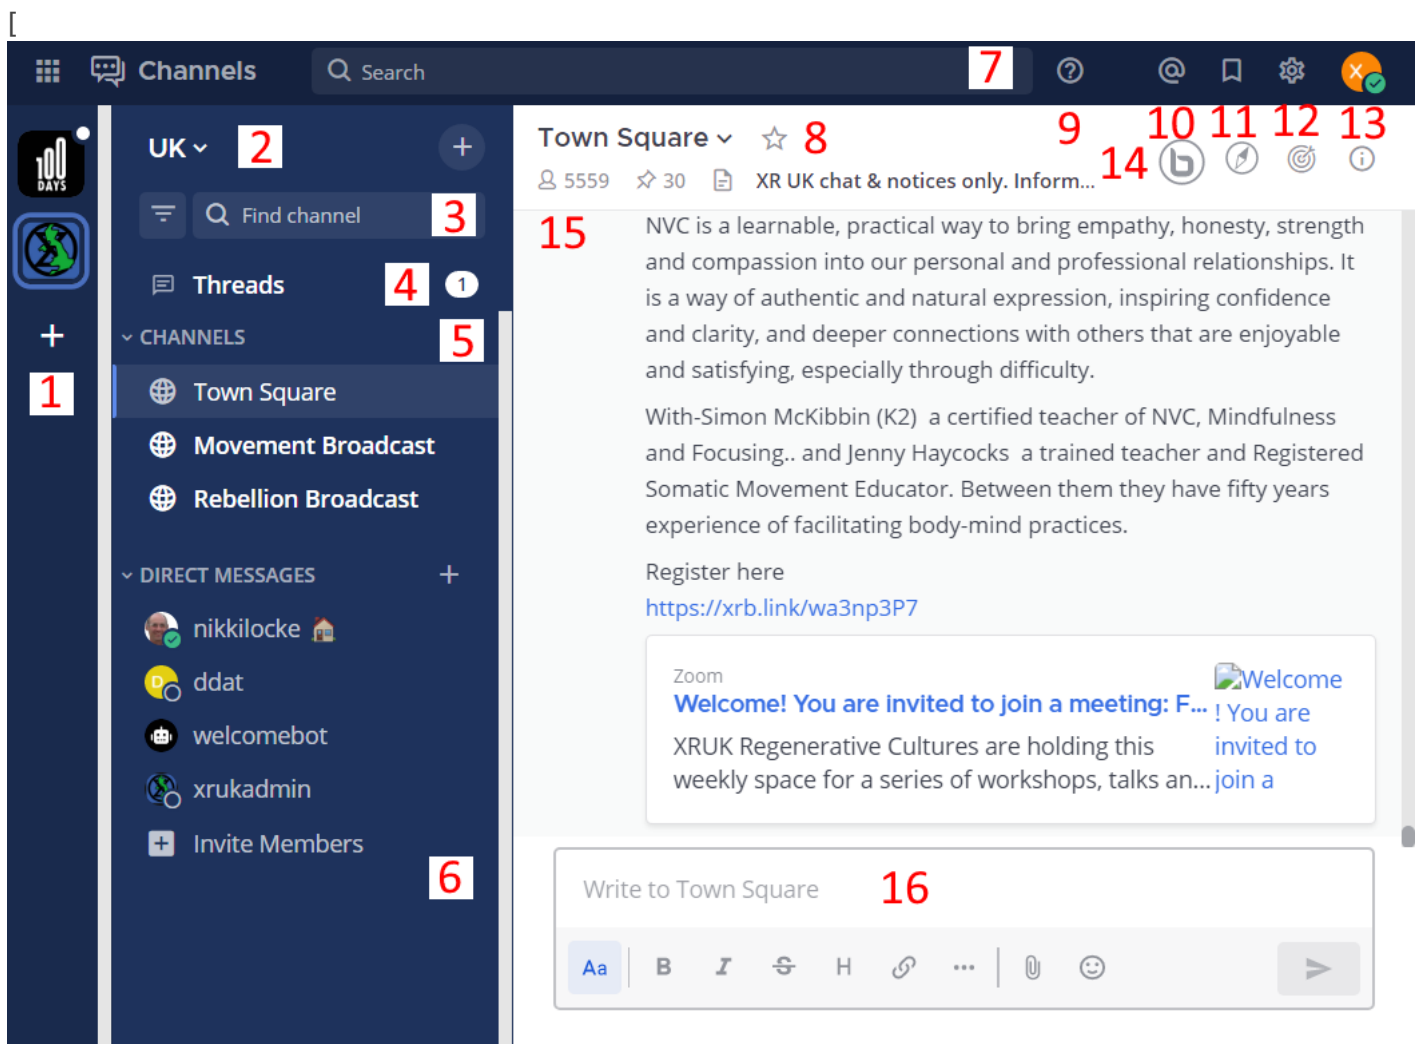 [
Channels
Search
7
100
DAYS
UK
2
Find channel
3
Threads
4
1
CHANNELS
5
1
Town Square
Movement Broadcast
Rebellion Broadcast
DIRECT MESSAGES
nikkilocke
D
ddat
welcomebot
xrukadmin
Invite Members
6
X
Town Square
8
9
10
11
12
13
14
b
5559
30
XR UK chat & notices only. Inform...
15
NVC is a learnable, practical way to bring empathy, honesty, strength
and compassion into our personal and professional relationships. It
is a way of authentic and natural expression, inspiring confidence
and clarity, and deeper connections with others that are enjoyable
and satisfying, especially through difficulty.
With-Simon McKibbin (K2) a certified teacher of NVC, Mindfulness
and Focusing.. and Jenny Haycocks a trained teacher and Registered
Somatic Movement Educator. Between them they have fifty years
experience of facilitating body-mind practices.
Register here
https://xrb.link/wa3np3P7
Zoom
Welcome! You are invited to join a meeting: F...
XRUK Regenerative Cultures are holding this
weekly space for a series of workshops, talks an...
Welcome
! You are
invited to
join a
Write to Town Square
16
Aa B I S H